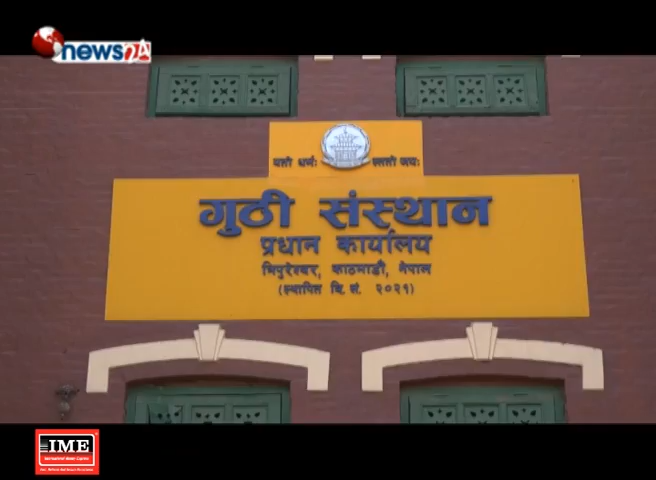 news24
यतो धर्मः स्ततो जयः
गुठी संस्थान
प्रधान कार्यालय
त्रिपुरेश्वर, काठमाडौं, नेपाल
(स्थापित वि. सं. २०२१)
IME